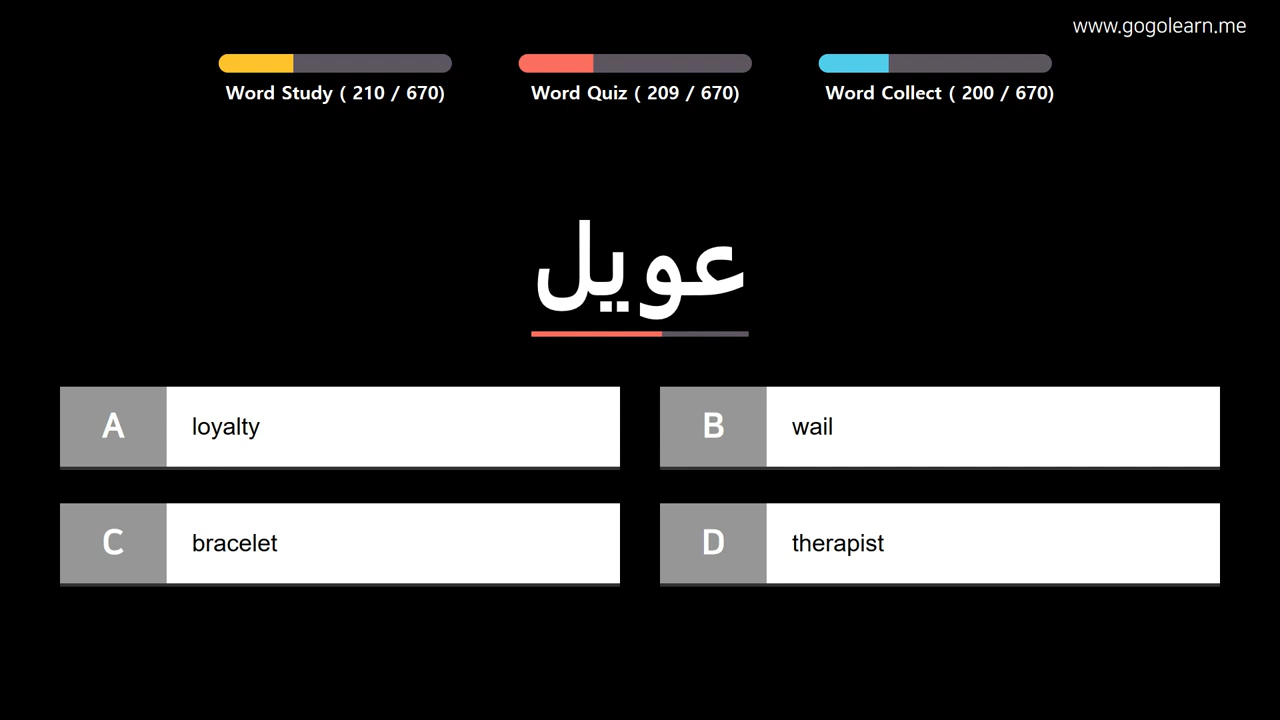 www.gogolearn.me
Word Study ( 210 / 670)
Word Quiz ( 209 / 670)
Word Collect ( 200 / 670)
عويل
A loyalty
B wail
C bracelet
D therapist